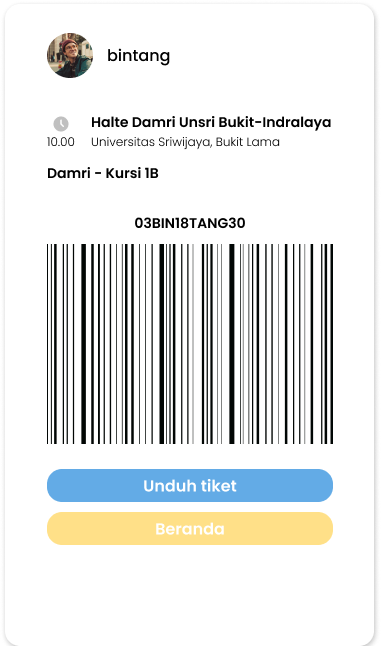 bintang
Halte Damri Unsri Bukit-Indralaya
10.00 Universitas Sriwijaya, Bukit Lama
Damri - Kursi 1B
03BIN18TANG30
Unduh tiket
Beranda